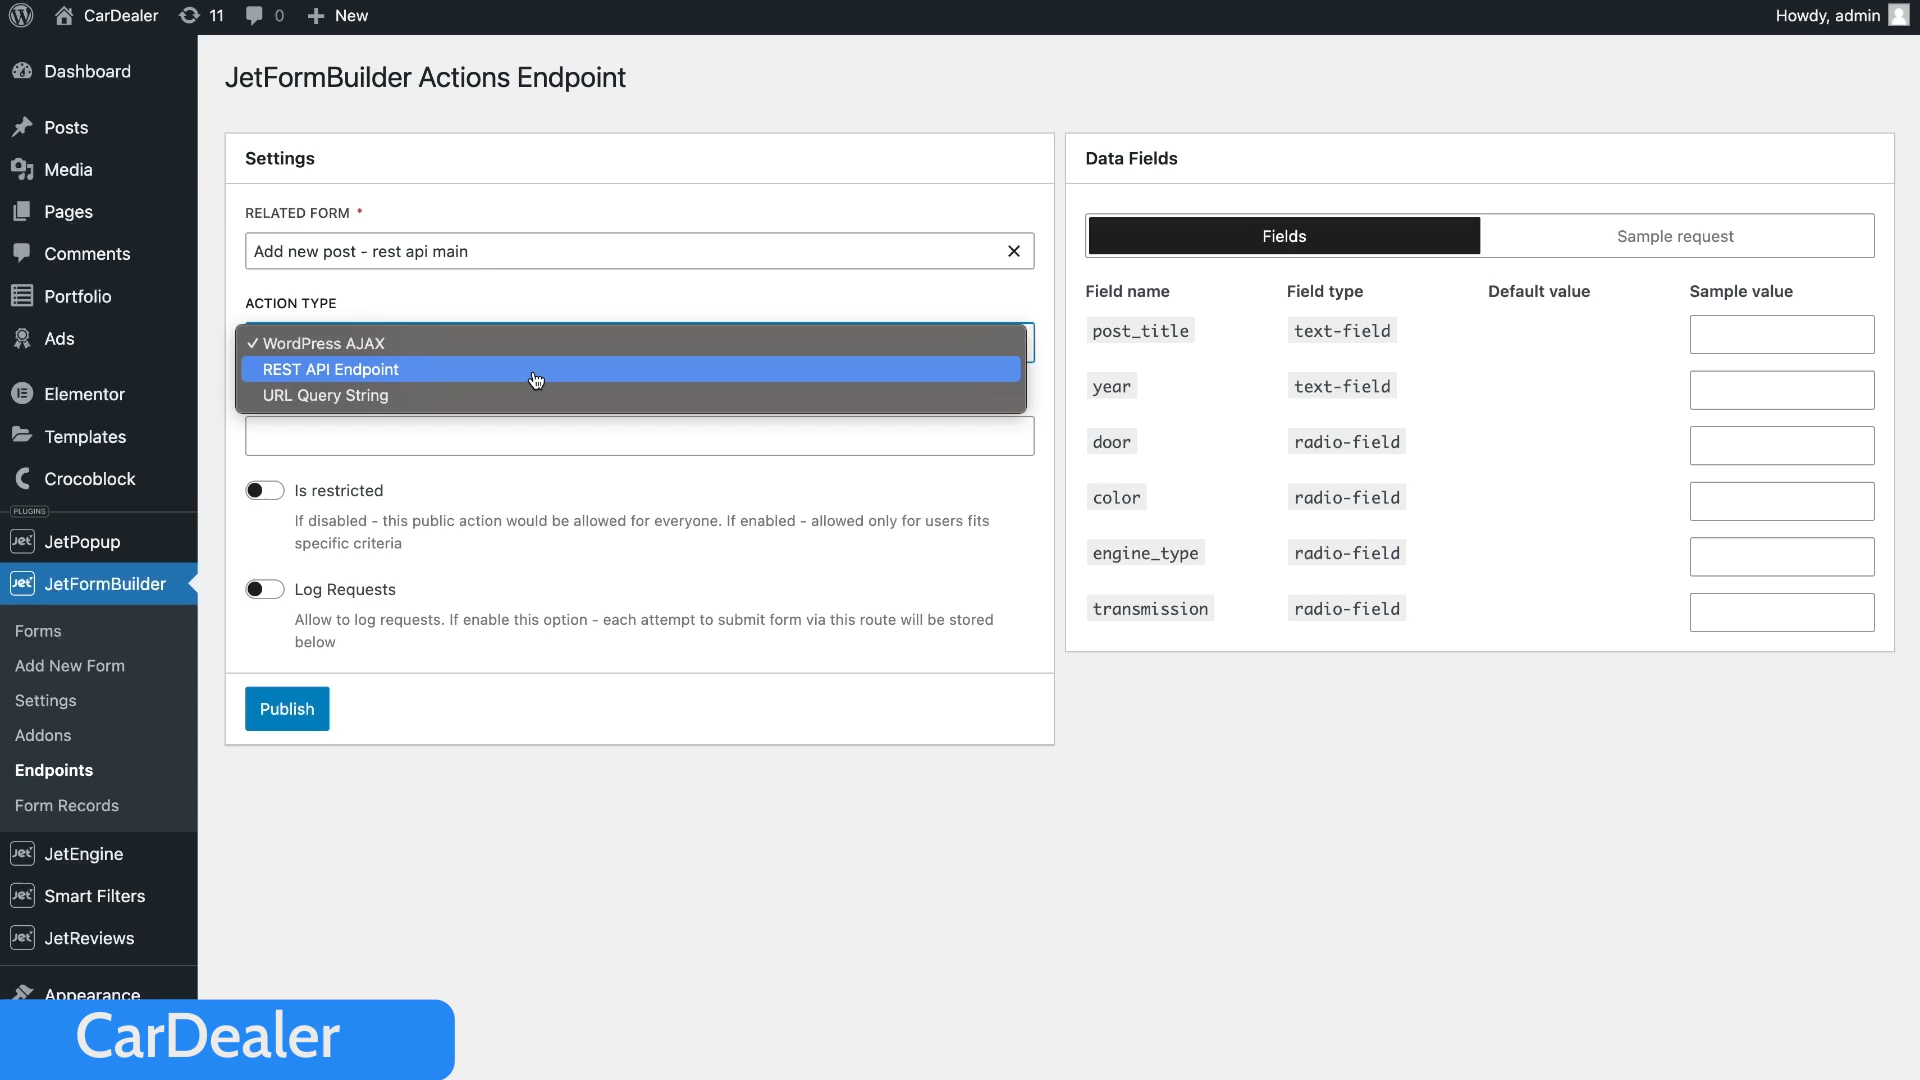 CarDealer
11
0
New
Howdy, admin
Dashboard
Posts
Media
Pages
Comments
Portfolio
Ads
Elementor
Templates
Crocoblock
PLUGINS
JetPopup
JetFormBuilder
Forms
Add New Form
Settings
Addons
Endpoints
Form Records
JetEngine
Smart Filters
JetReviews
Appearance
JetFormBuilder Actions Endpoint
Settings
RELATED FORM *
Add new post - rest api main
ACTION TYPE
✓ WordPress AJAX
REST API Endpoint
URL Query String
Is restricted
If disabled - this public action would be allowed for everyone. If enabled - allowed only for users fits
specific criteria
Log Requests
Allow to log requests. If enable this option - each attempt to submit form via this route will be stored
below
Publish
Data Fields
Fields
Sample request
Field name Field type Default value Sample value
post_title text-field
year text-field
door radio-field
color radio-field
engine_type radio-field
transmission radio-field
CarDealer